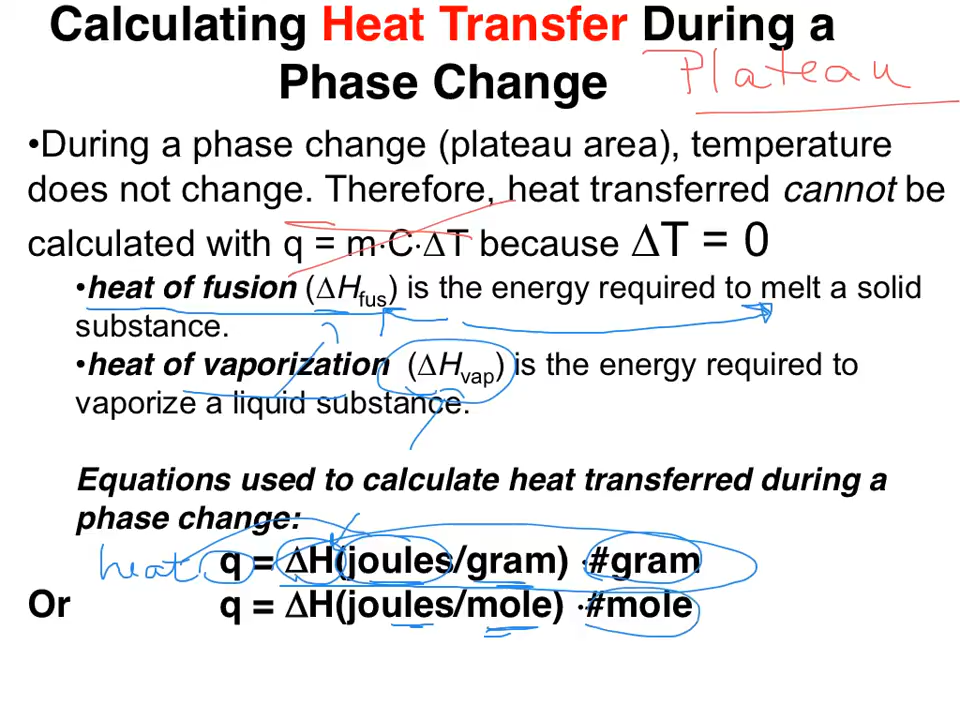 Calculating Heat Transfer During a
Phase Change Plateau
•During a phase change (plateau area), temperature
does not change. Therefore, heat transferred cannot be
calculated with q = m·C·ΔT because ΔT = 0
•heat of fusion (ΔHfus) is the energy required to melt a solid
substance.
•heat of vaporization (ΔHvap) is the energy required to
vaporize a liquid substance.
Equations used to calculate heat transferred during a
phase change:
heat q = ΔH(joules/gram) ·#gram
Or q = ΔH(joules/mole) ·#mole